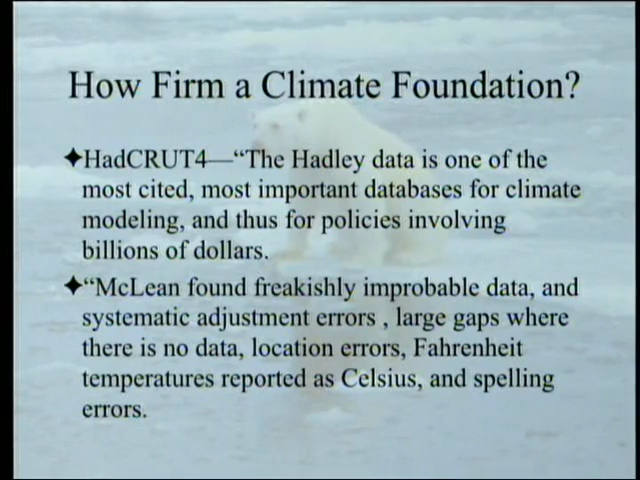 How Firm a Climate Foundation?
✦HadCRUT4—“The Hadley data is one of the
most cited, most important databases for climate
modeling, and thus for policies involving
billions of dollars.
✦“McLean found freakishly improbable data, and
systematic adjustment errors , large gaps where
there is no data, location errors, Fahrenheit
temperatures reported as Celsius, and spelling
errors.